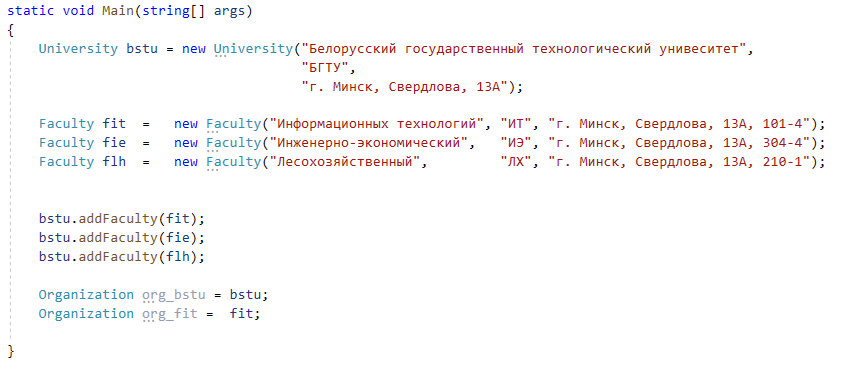 static void Main(string[] args)
{
University bstu = new University("Белорусский государственный технологический унивеситет",
"БГТУ",
"г. Минск, Свердлова, 13А");
Faculty fit = new Faculty("Информационных технологий", "ИТ", "г. Минск, Свердлова, 13А, 101-4");
Faculty fie = new Faculty("Инженерно-экономический", "ИЭ", "г. Минск, Свердлова, 13А, 304-4");
Faculty flh = new Faculty("Лесохозяйственный", "ЛХ", "г. Минск, Свердлова, 13А, 210-1");
bstu.addFaculty(fit);
bstu.addFaculty(fie);
bstu.addFaculty(flh);
Organization org_bstu = bstu;
Organization org_fit = fit;
}